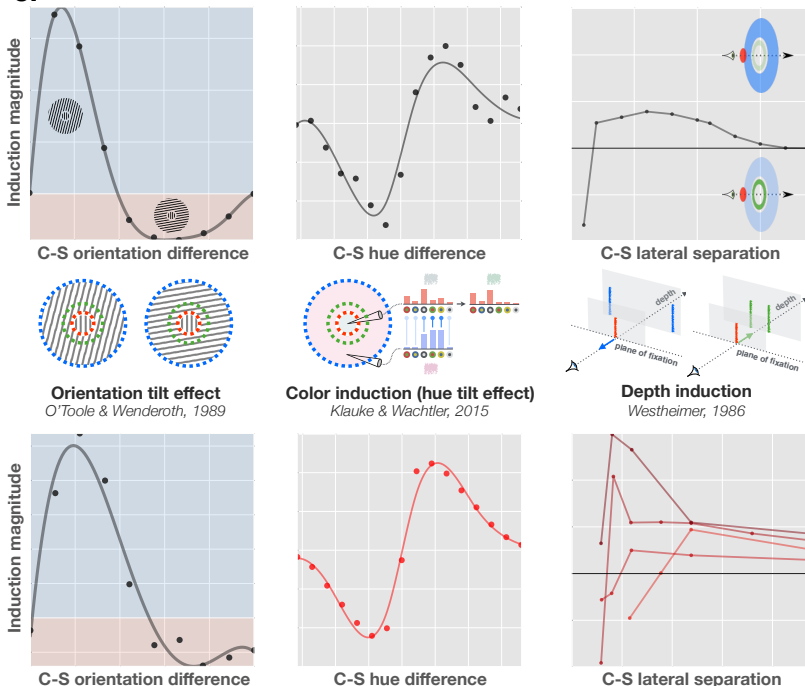 Induction magnitude
C-S orientation difference
C-S hue difference
C-S lateral separation
depth
plane of fixation
depth
plane of fixation
Orientation tilt effect
O'Toole & Wenderoth, 1989
Color induction (hue tilt effect)
Klauke & Wachtler, 2015
Depth induction
Westheimer, 1986
Induction magnitude
C-S orientation difference
C-S hue difference
C-S lateral separation